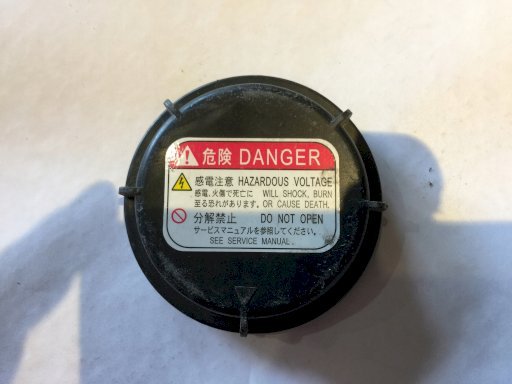 危険 DANGER
感電注意 HAZARDOUS VOLTAGE
感電、火傷で死亡に WILL SHOCK, BURN
至る恐れがあります。OR CAUSE DEATH.
分解禁止 DO NOT OPEN
サービスマニュアルを参照してください。
SEE SERVICE MANUAL.